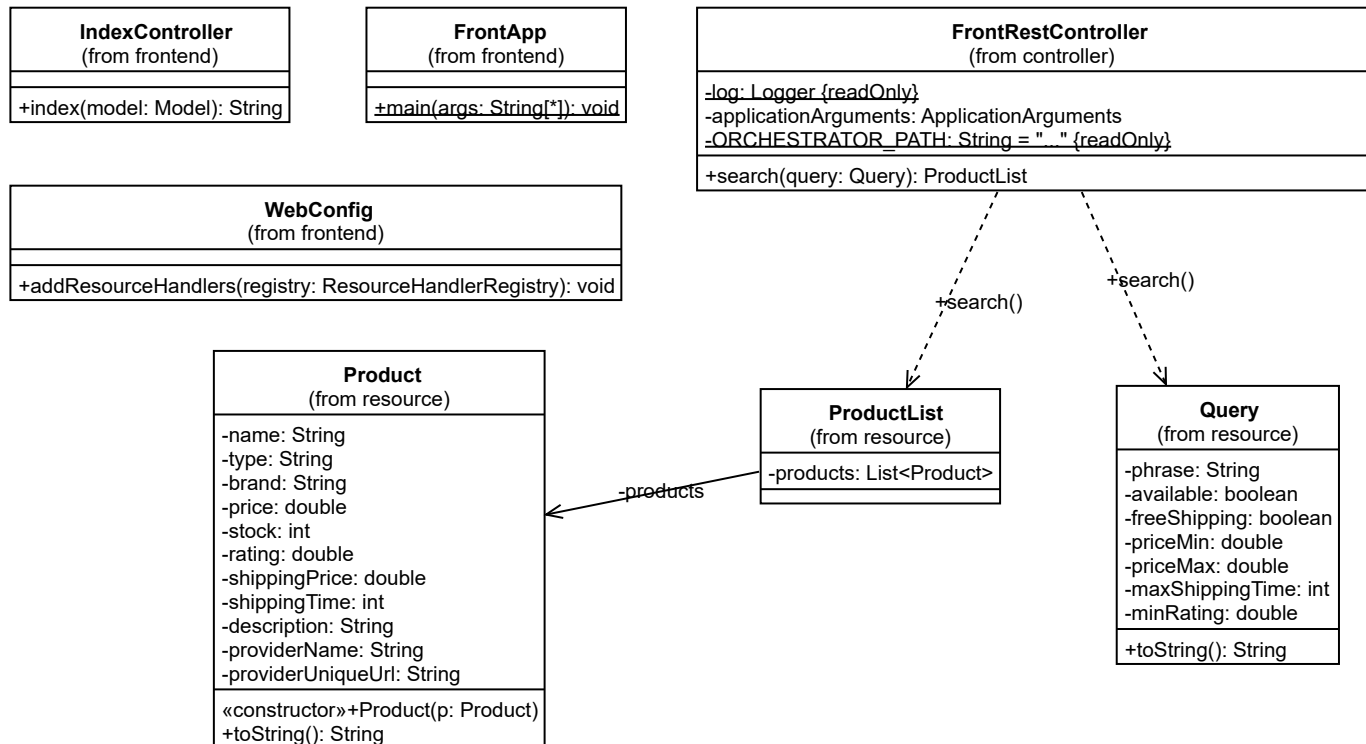 IndexController
(from frontend)
+index(model: Model): String
FrontApp
(from frontend)
+main(args: String[*]): void
FrontRestController
(from controller)
-log: Logger {readOnly}
-applicationArguments: ApplicationArguments
-ORCHESTRATOR_PATH: String = "..." {readOnly}
+search(query: Query): ProductList
WebConfig
(from frontend)
+addResourceHandlers(registry: ResourceHandlerRegistry): void
+search()
+search()
Product
(from resource)
-name: String
-type: String
-brand: String
-price: double
-stock: int
-rating: double
-shippingPrice: double
-shippingTime: int
-description: String
-providerName: String
-providerUniqueUrl: String
«constructor»+Product(p: Product)
+toString(): String
-products
ProductList
(from resource)
-products: List<Product>
Query
(from resource)
-phrase: String
-available: boolean
-freeShipping: boolean
-priceMin: double
-priceMax: double
-maxShippingTime: int
-minRating: double
+toString(): String